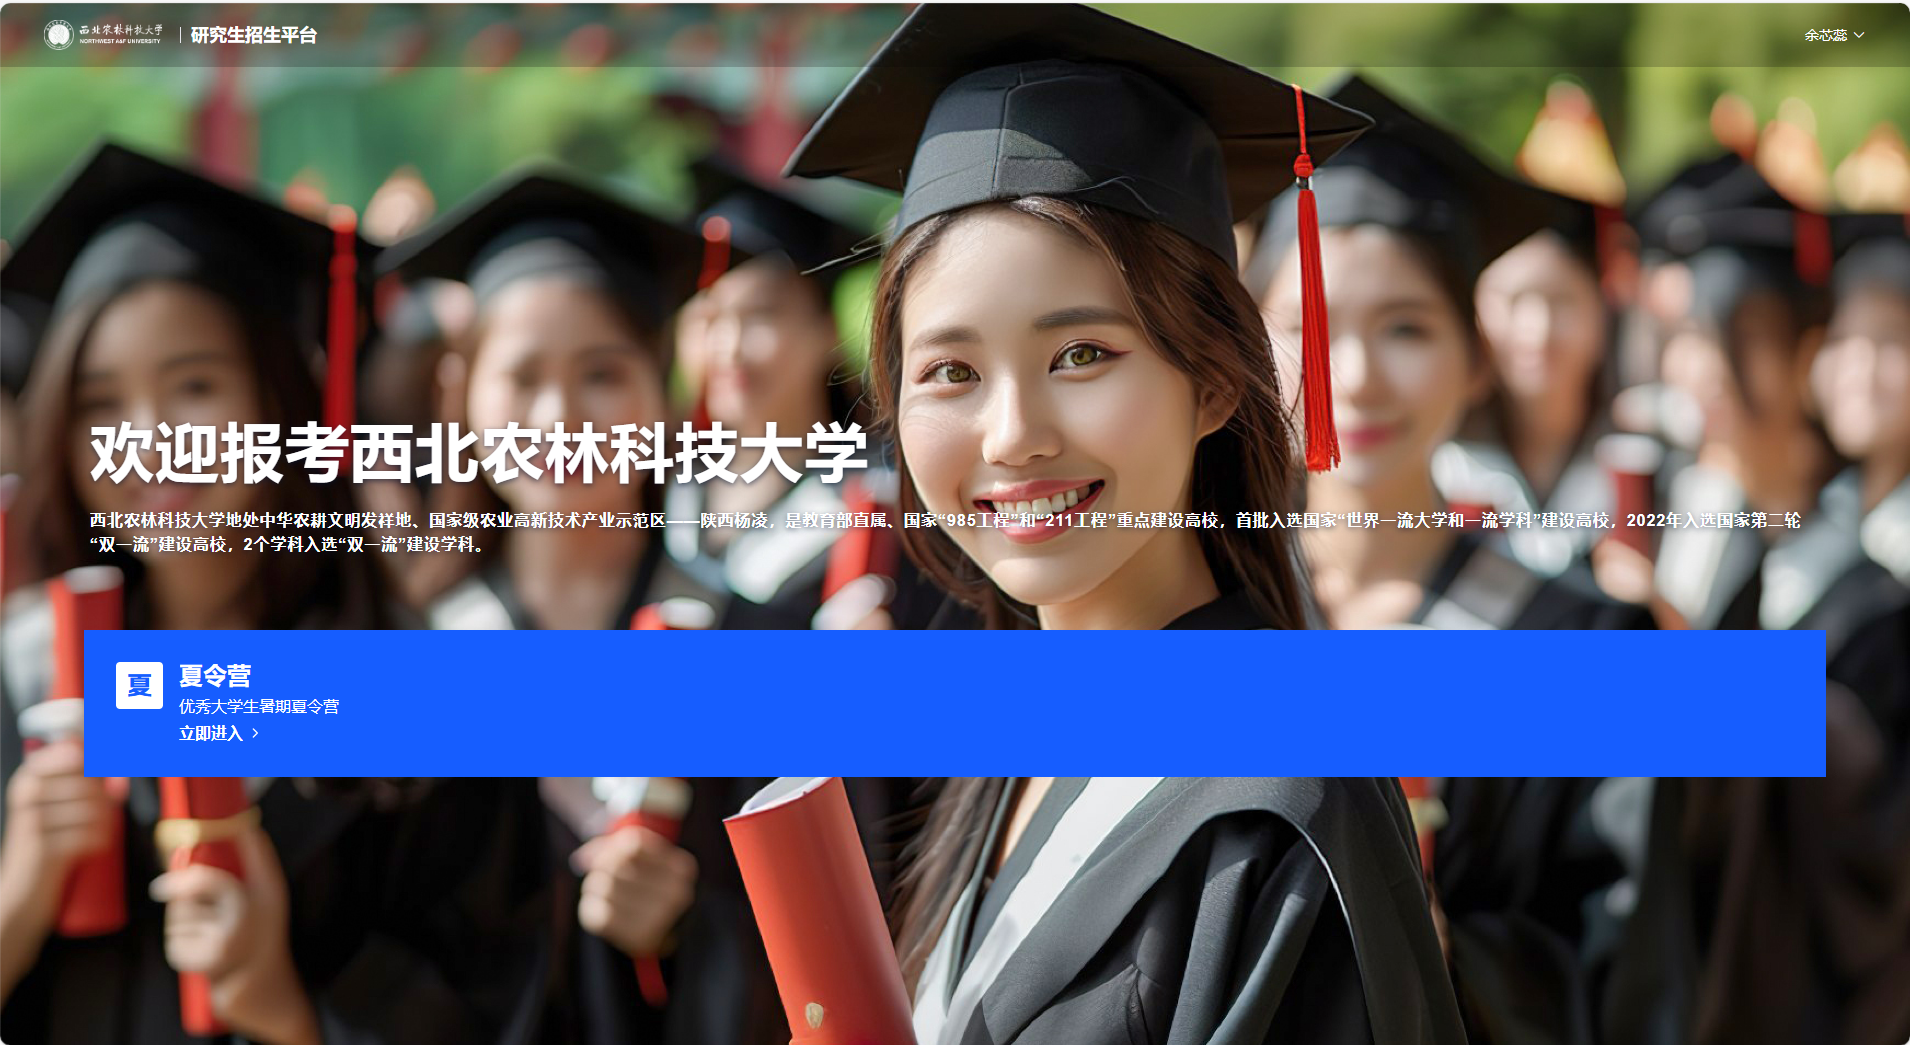 西北农林科技大学
NORTHWEST A&F UNIVERSITY
研究生招生平台
余芯蕊
欢迎报考西北农林科技大学
西北农林科技大学地处中华农耕文明发祥地、国家级农业高新技术产业示范区——陕西杨凌，是教育部直属、国家“985工程”和“211工程”重点建设高校，首批入选国家“世界一流大学和一流学科”建设高校，2022年入选国家第二轮
“双一流”建设高校，2个学科入选“双一流”建设学科。
夏
夏令营
优秀大学生暑期夏令营
立即进入